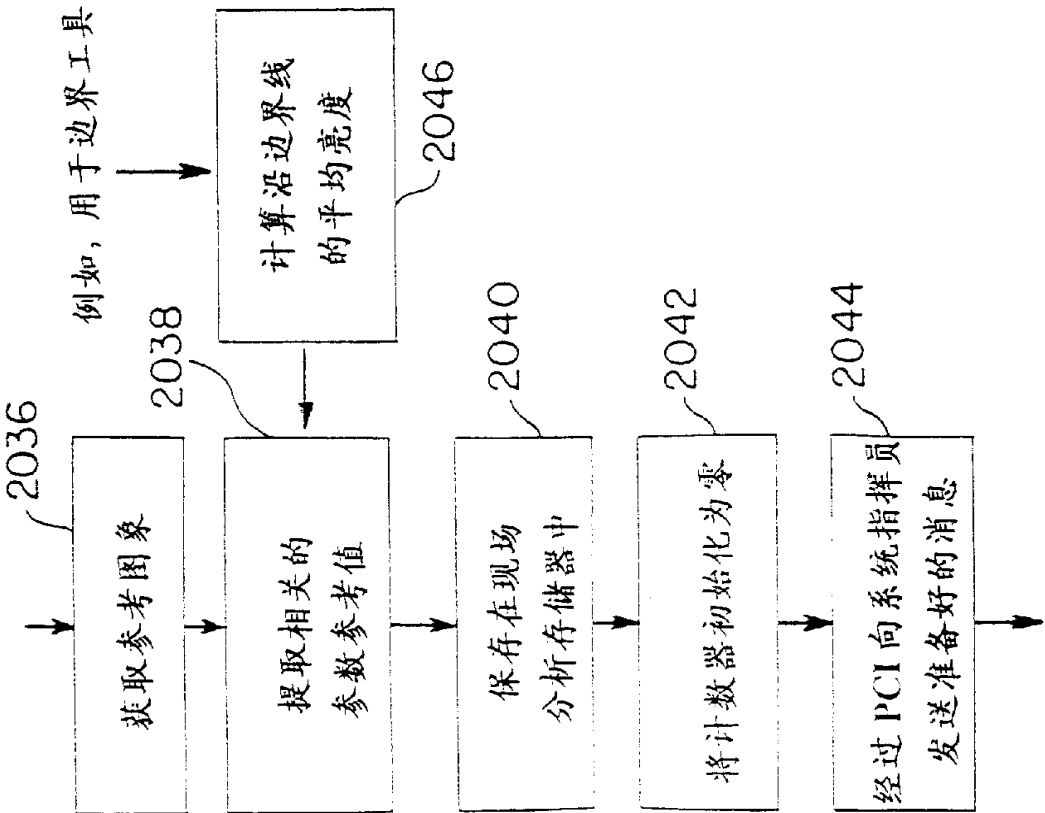 2036
获取参考图象
2038
提取相关的
参数参考值
例如，用于边界工具
计算沿边界线
的平均亮度
2046
2040
保存在现场
分析存储器中
2042
将计数器初始化为零
2044
经过PCI向系统指挥员
发送准备好的消息